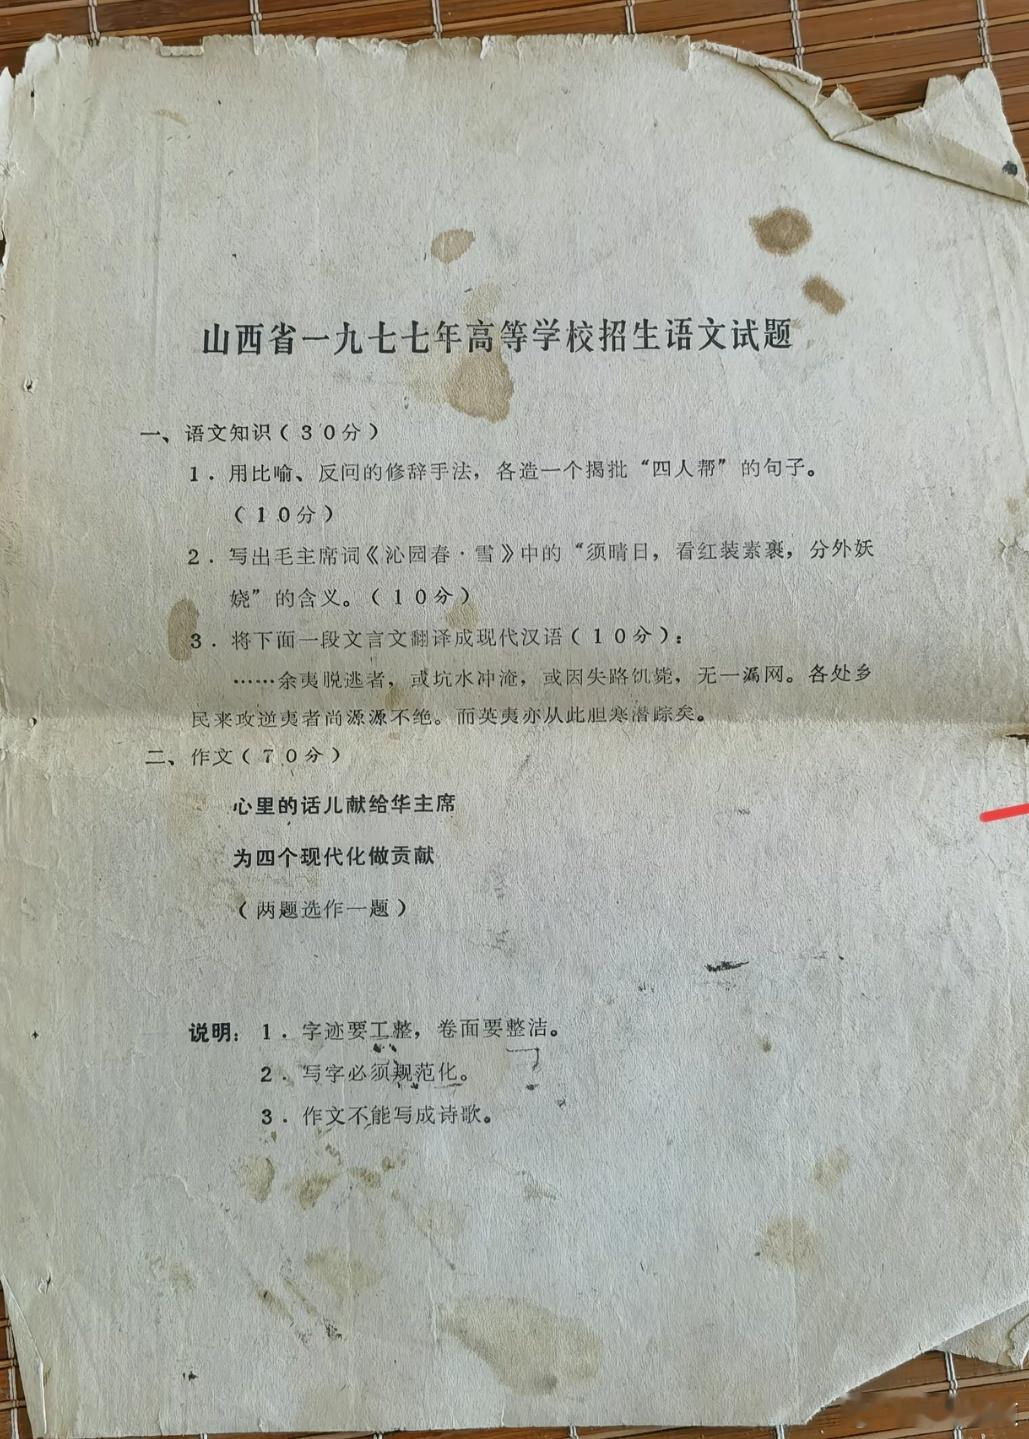 山西省一九七七年高等学校招生语文试题
一、语文知识（30分）
1．用比喻、反问的修辞手法，各造一个揭批“四人帮”的句子。
（10分）
2．写出毛主席词《沁园春·雪》中的“须晴日，看红装素裹，分外妖
娆”的含义。（10分）
3．将下面一段文言文翻译成现代汉语（10分）：
……余夷脱逃者，或坑水冲淹，或因失路饥毙，无一漏网。各处乡
民来攻逆夷者尚源源不绝。而英夷亦从此胆寒潜踪矣。
二、作文（70分）
心里的话儿献给华主席
为四个现代化做贡献
（两题选作一题）
说明：1．字迹要工整，卷面要整洁。
2．写字必须规范化。
3．作文不能写成诗歌。